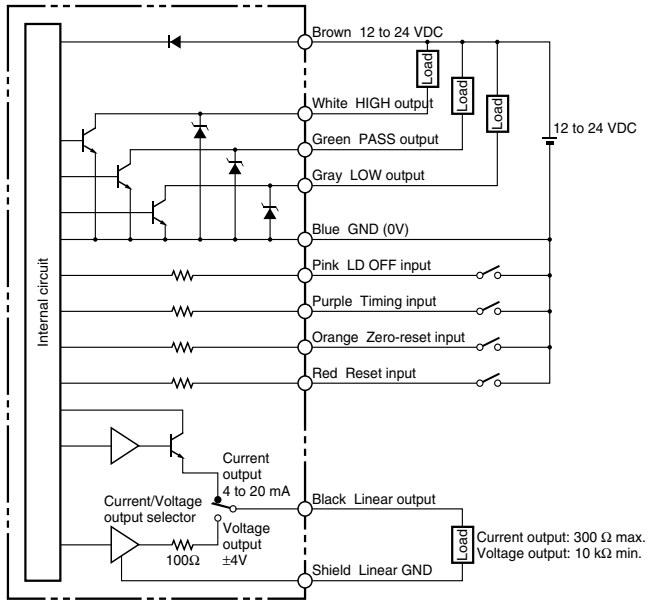 Brown 12 to 24 VDC
Load
White HIGH output
Load
Green PASS output
Load
12 to 24 VDC
Gray LOW output
Blue GND (0V)
Pink LD OFF input
Purple Timing input
Orange Zero-reset input
Red Reset input
Internal circuit
Current
output
4 to 20 mA
Current/Voltage
output selector
Black Linear output
Voltage
output
±4V
100Ω
Load
Current output: 300 Ω max.
Voltage output: 10 kΩ min.
Shield Linear GND